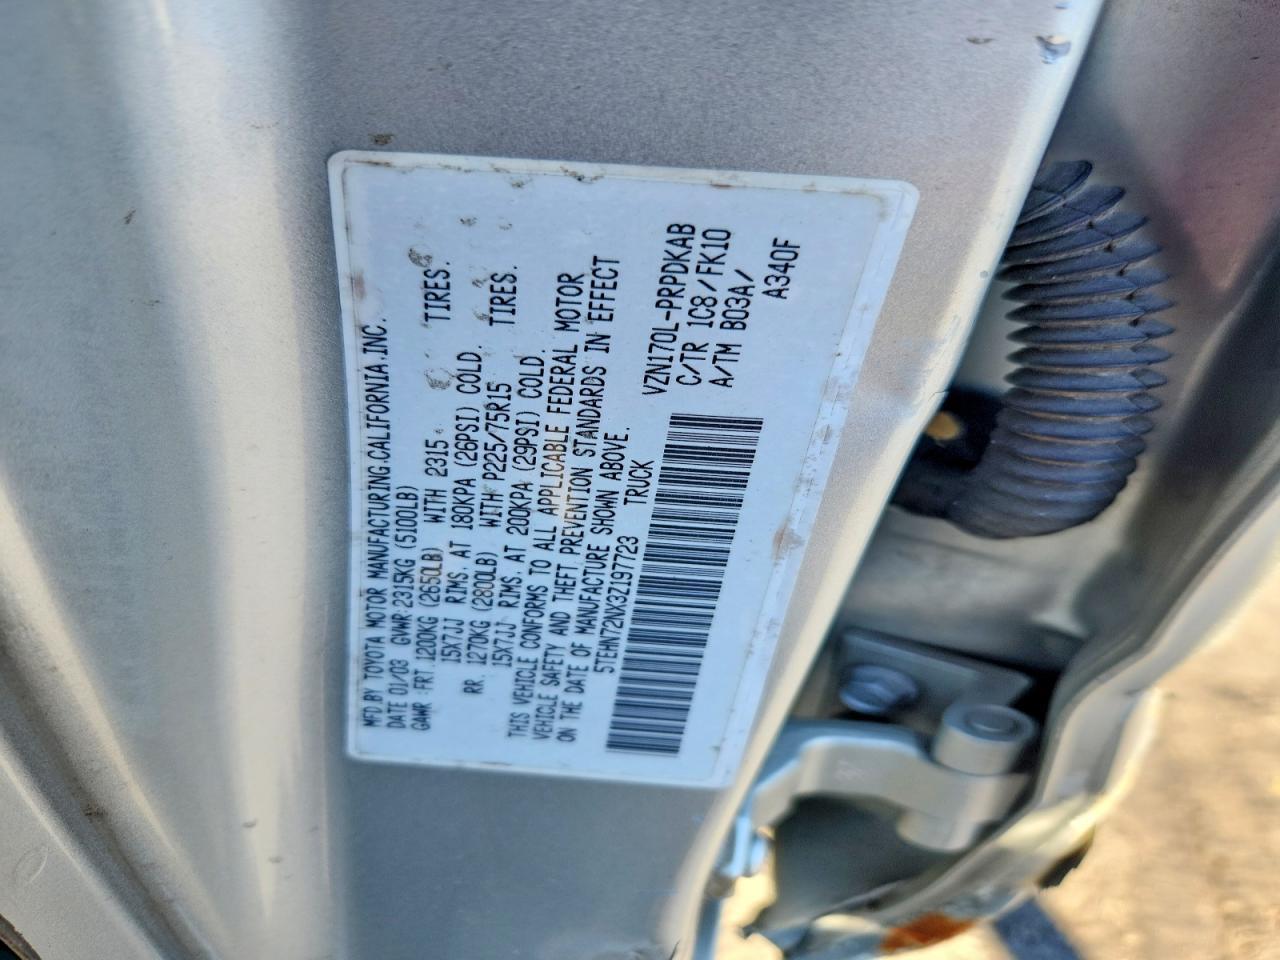 MFD BY TOYOTA MOTOR MANUFACTURING.CALIFORNIA.INC.
DATE 01/03 GVWR 2315KG (5100LB)
GAWR FRT. 1200KG (2650LB) WITH 2315 TIRES.
15X7JJ RIMS. AT 180KPA (26PSI) COLD.
RR. 1270KG (2800LB) WITH P225/75R15 TIRES.
15X7JJ RIMS. AT 200KPA (29PSI) COLD.
THIS VEHICLE CONFORMS TO ALL APPLICABLE FEDERAL MOTOR
VEHICLE SAFETY AND THEFT PREVENTION STANDARDS IN EFFECT
ON THE DATE OF MANUFACTURE SHOWN ABOVE.
5TEHN72NX3Z197723 TRUCK
VZN170L-PRPDKAB
C/TR 1C8/FK10
A/TM B03A/
A340F